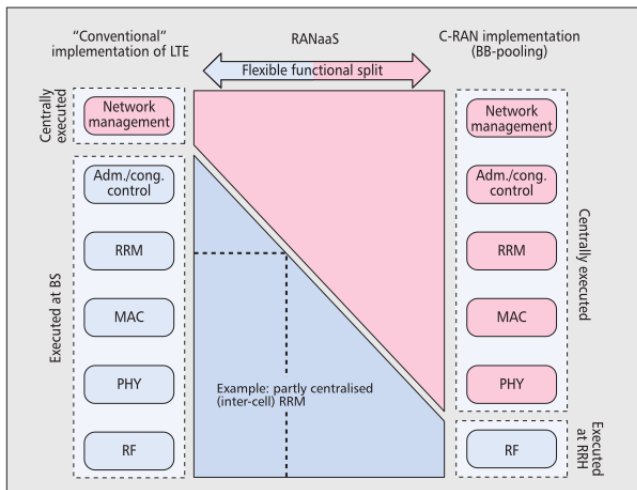 "Conventional"
implementation of LTE
RANaaS
C-RAN implementation
(BB-pooling)
Flexible functional split
Centrally
executed
Network
management
Executed at BS
Adm./cong.
control
RRM
MAC
PHY
RF
Example: partly centralised
(inter-cell) RRM
Network
management
Adm./cong.
control
RRM
MAC
PHY
Centrally executed
RF
Executed
at RRH